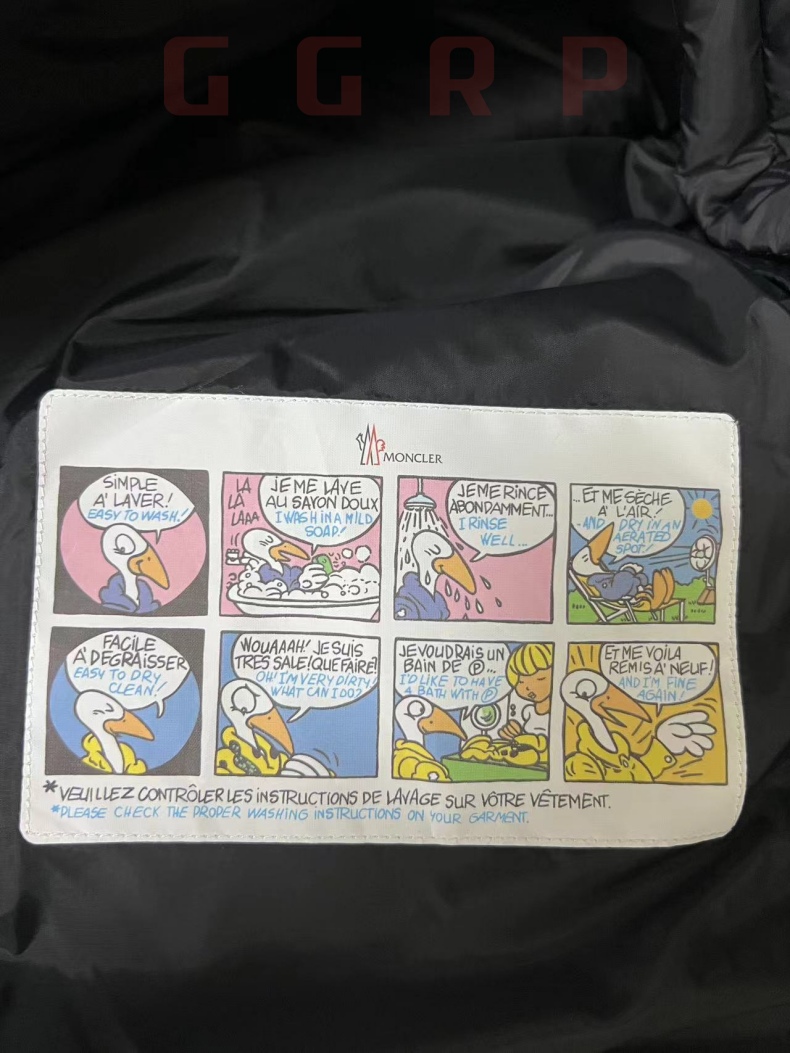 G G R P
MONCLER
SIMPLE
A' LAVER!
EASY TO WASH!
LA
LA
LAAA
JE ME LAVE
AU SAVON DOUX
I WASH IN A MILD
SOAP!
JE ME RINCE
ABONDAMMENT...
I RINSE
WELL...
...ET ME SÈCHE
A' L'AIR!
...AND DRY IN AN
AERATED
SPOT!
FACILE
A' DÉGRAISSER
EASY TO DRY
CLEAN!
WOUAAAH! JE SUIS
TRES SALE! QUE FAIRE!
OH! I'M VERY DIRTY!
WHAT CAN I DO?
JE VOUDRAIS UN
BAIN DE Ⓟ...
I'D LIKE TO HAVE
A BATH WITH Ⓟ
ET ME VOILA
REMIS A' NEUF!
AND I'M FINE
AGAIN!
*VEUILLEZ CONTRÔLER LES INSTRUCTIONS DE LAVAGE SUR VÔTRE VÊTEMENT.
*PLEASE CHECK THE PROPER WASHING INSTRUCTIONS ON YOUR GARMENT.